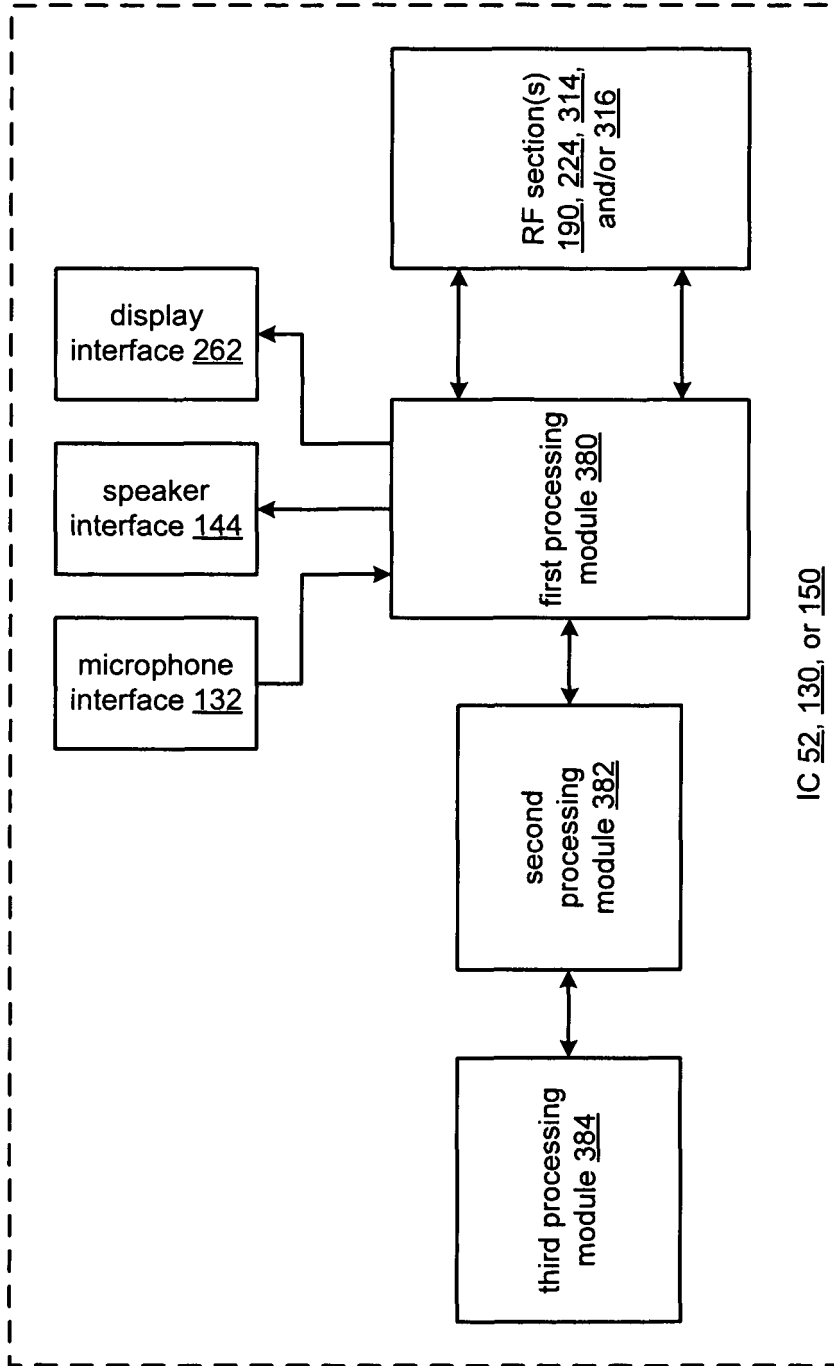 display
interface 262
speaker
interface 144
microphone
interface 132
RF section(s)
190, 224, 314,
and/or 316
first processing
module 380
second
processing
module 382
third processing
module 384
IC 52, 130, or 150